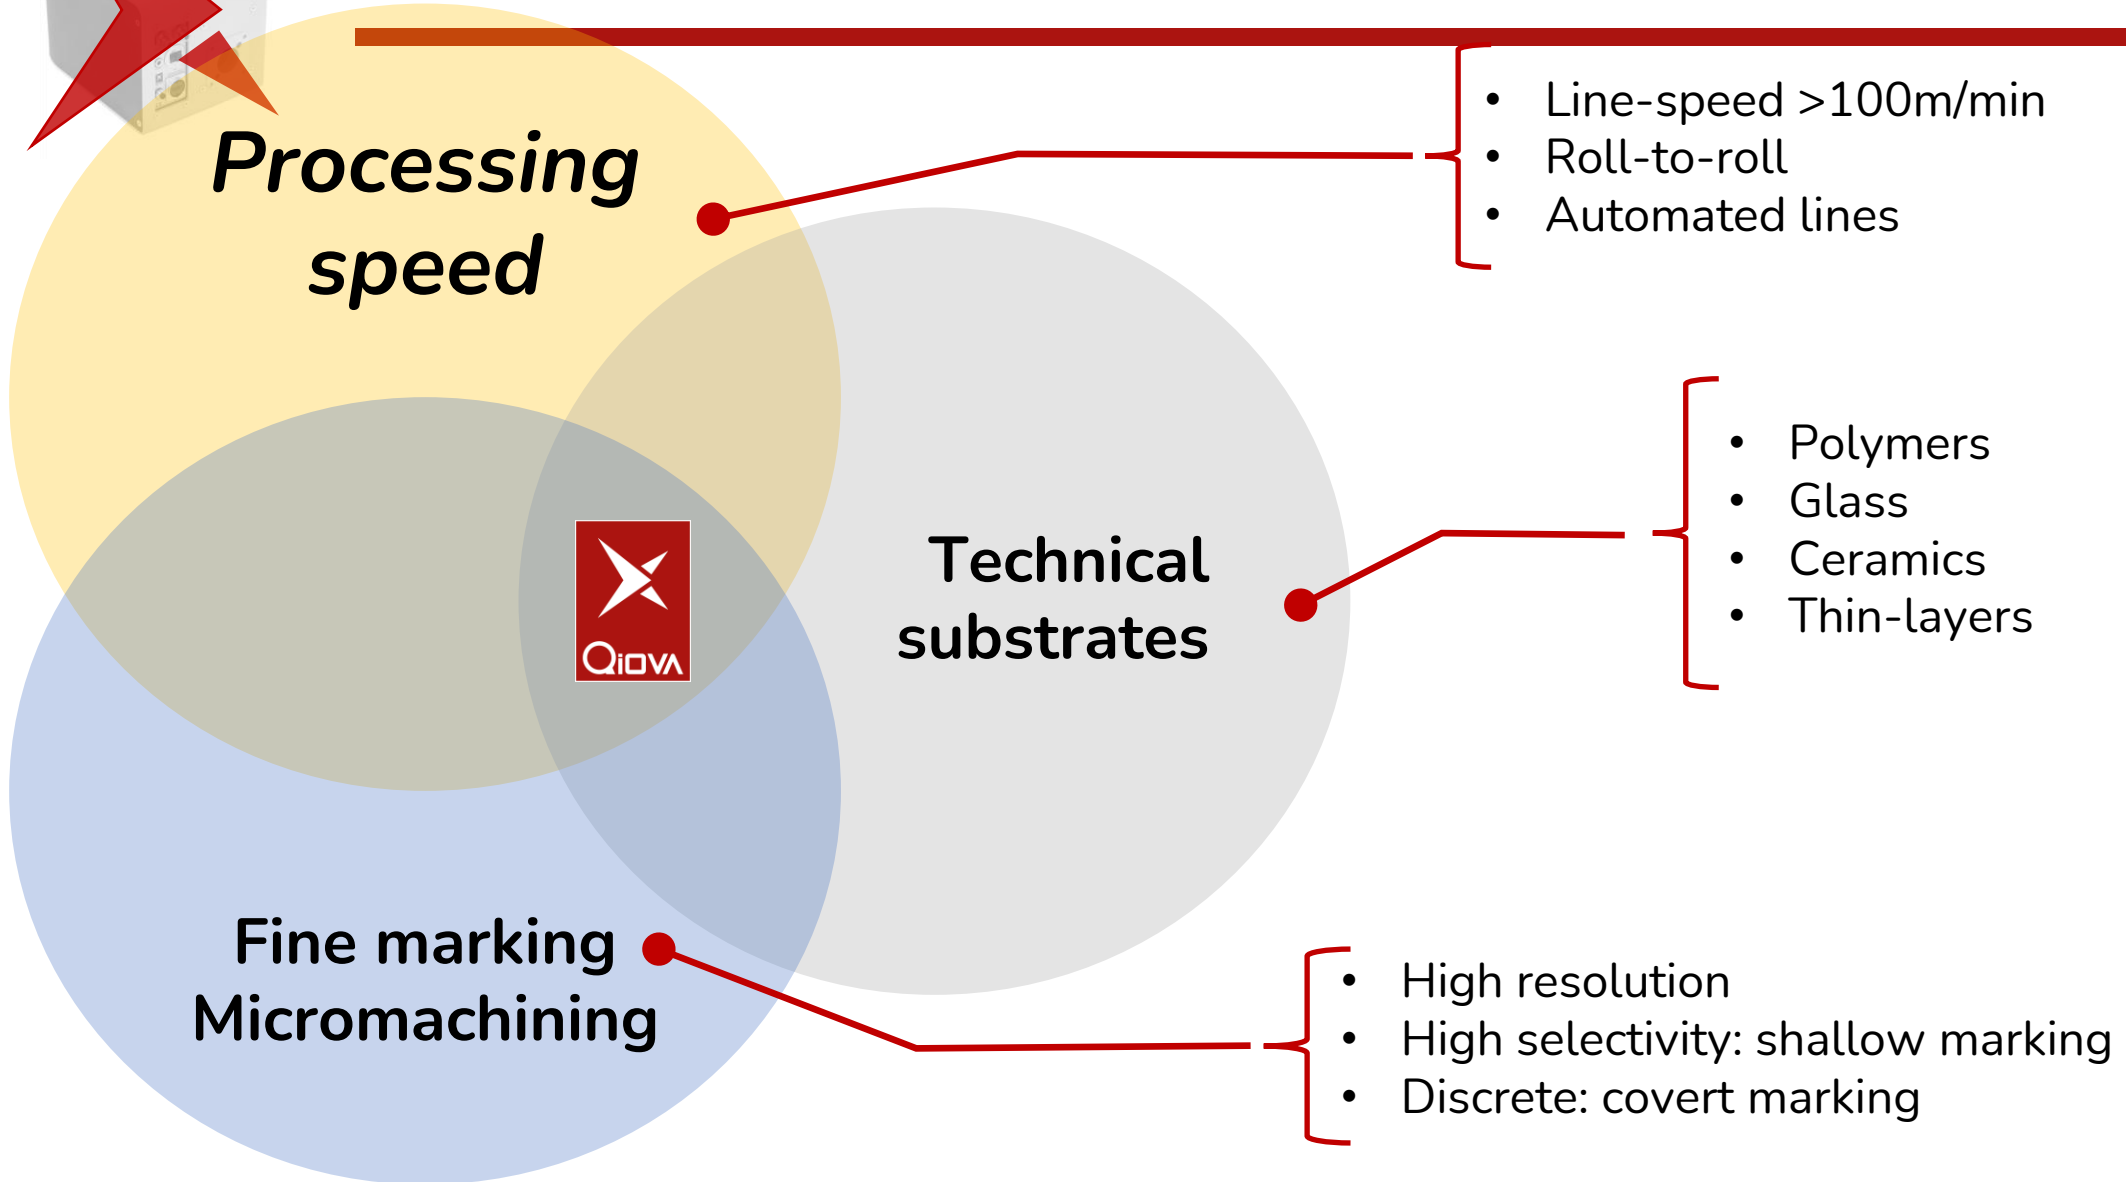 Processing
speed
• Line-speed >100m/min
• Roll-to-roll
• Automated lines
Technical
substrates
• Polymers
• Glass
• Ceramics
• Thin-layers
QiOVA
Fine marking
Micromachining
• High resolution
• High selectivity: shallow marking
• Discrete: covert marking